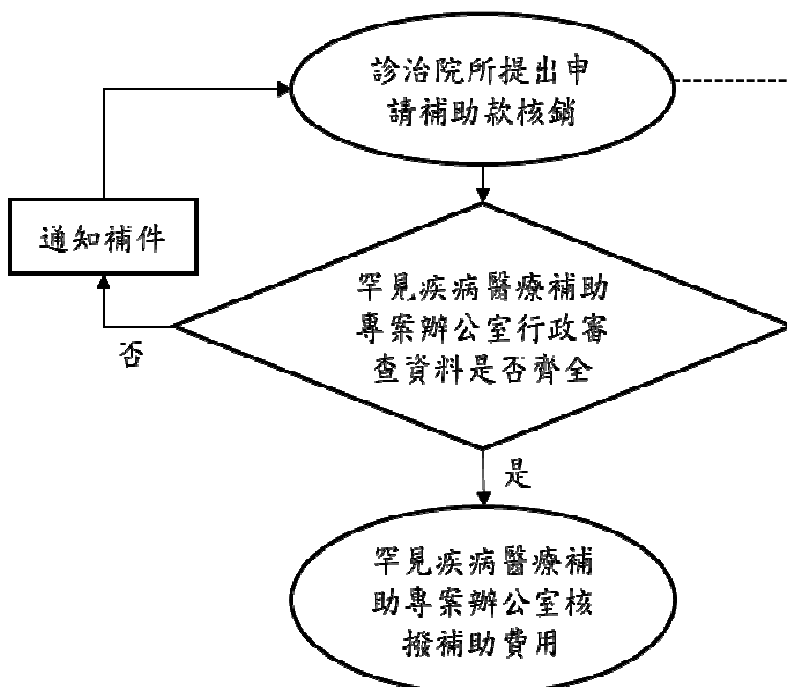 診治院所提出申
請補助款核銷
通知補件
罕見疾病醫療補助
專案辦公室行政審
查資料是否齊全
否
是
罕見疾病醫療補
助專案辦公室核
撥補助費用